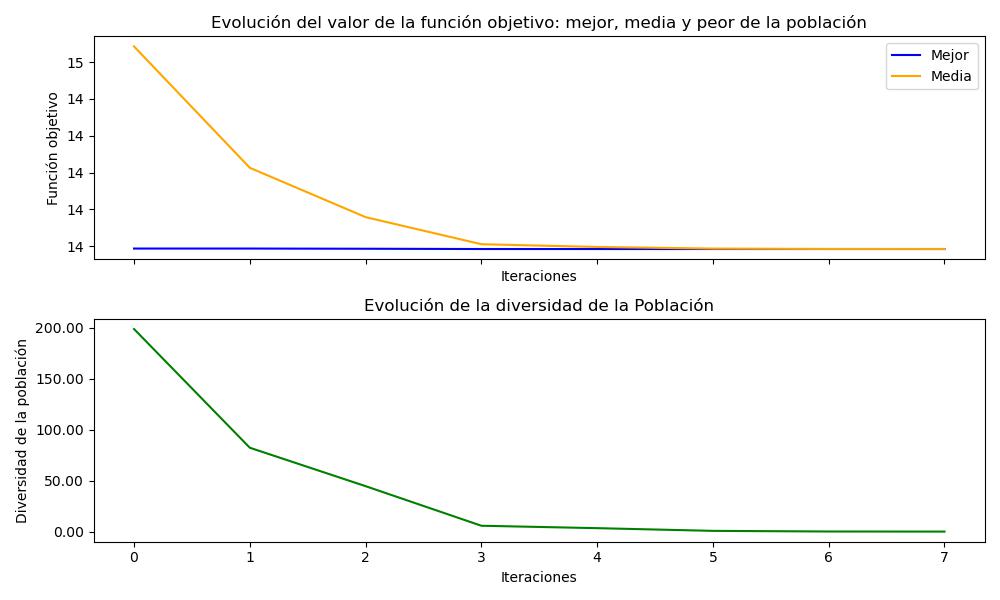 Evolución del valor de la función objetivo: mejor, media y peor de la población
Mejor
Media
15
14
14
14
14
14
Función objetivo
Iteraciones
Evolución de la diversidad de la Población
200.00
150.00
100.00
50.00
0.00
Diversidad de la población
0 1 2 3 4 5 6 7
Iteraciones